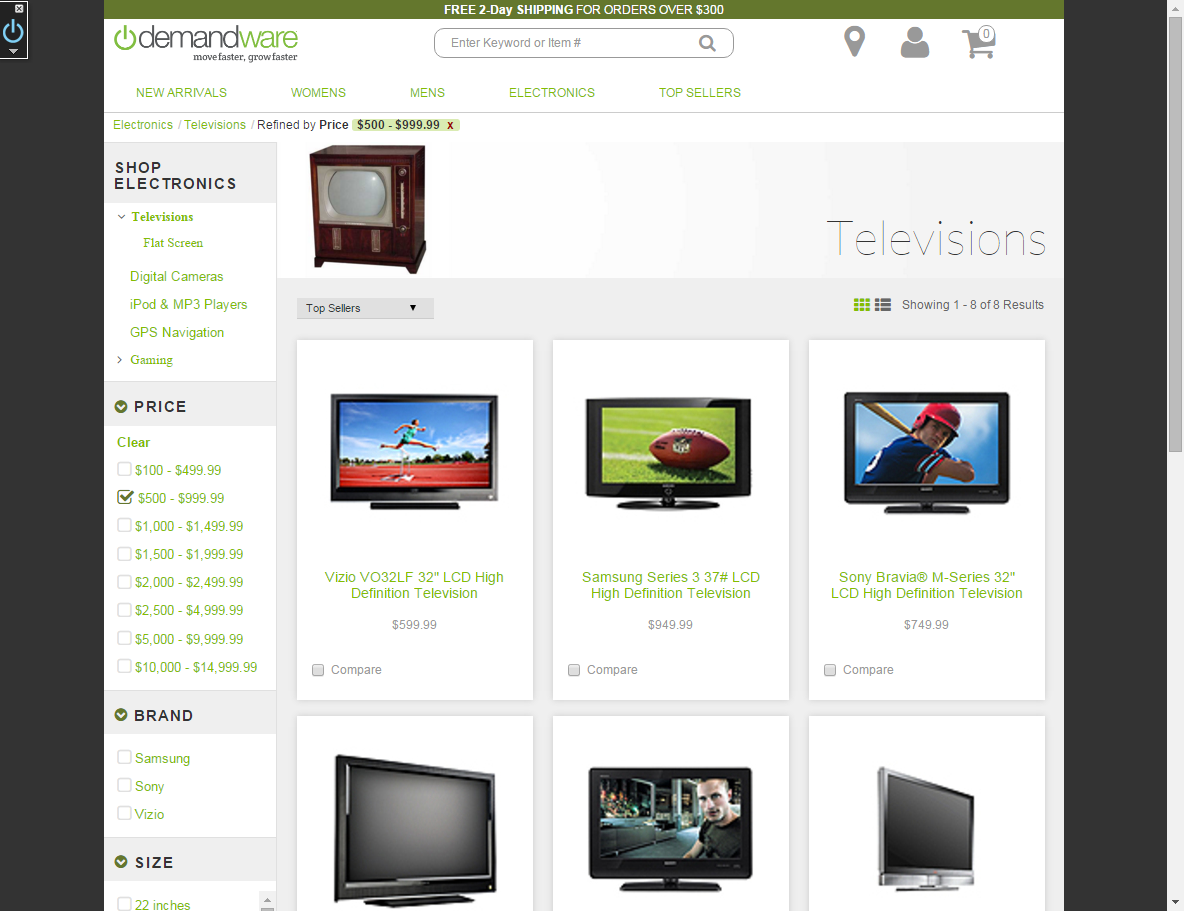 FREE 2-Day SHIPPING FOR ORDERS OVER $300
demandware
move faster, grow faster
Enter Keyword or Item #
0
NEW ARRIVALS
WOMENS
MENS
ELECTRONICS
TOP SELLERS
Electronics / Televisions / Refined by Price $500 - $999.99 x
SHOP
ELECTRONICS
Televisions
Flat Screen
Digital Cameras
iPod & MP3 Players
GPS Navigation
Gaming
PRICE
Clear
$100 - $499.99
$500 - $999.99
$1,000 - $1,499.99
$1,500 - $1,999.99
$2,000 - $2,499.99
$2,500 - $4,999.99
$5,000 - $9,999.99
$10,000 - $14,999.99
BRAND
Samsung
Sony
Vizio
SIZE
22 inches
Televisions
Top Sellers
Showing 1 - 8 of 8 Results
Vizio VO32LF 32" LCD High
Definition Television
$599.99
Compare
Samsung Series 3 37# LCD
High Definition Television
$949.99
Compare
Sony Bravia® M-Series 32"
LCD High Definition Television
$749.99
Compare